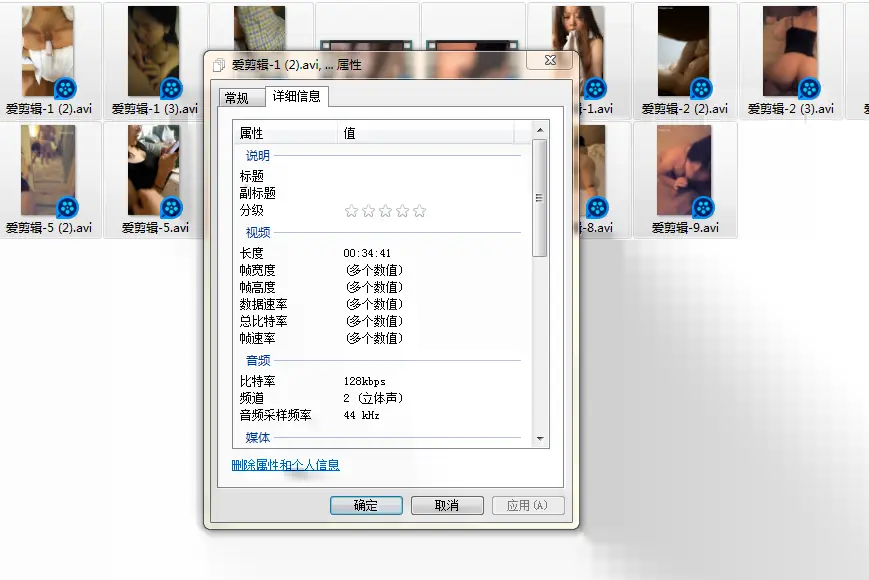 爱剪辑-1 (2).avi, ... 属性
常规
详细信息
属性
值
说明
标题
副标题
分级
视频
长度
00:34:41
帧宽度
(多个数值)
帧高度
(多个数值)
数据速率
(多个数值)
总比特率
(多个数值)
帧速率
(多个数值)
音频
比特率
128kbps
频道
2 (立体声)
音频采样频率
44 kHz
媒体
删除属性和个人信息
确定
取消
应用(A)
爱剪辑-1 (2).avi
爱剪辑-1 (3).avi
-1.avi
爱剪辑-2 (2).avi
爱剪辑-2 (3).avi
爱剪辑-5 (2).avi
爱剪辑-5.avi
-8.avi
爱剪辑-9.avi